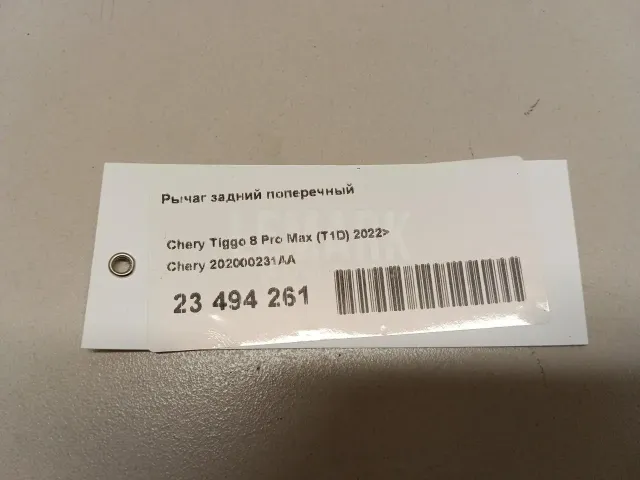 Рычаг задний поперечный
Chery Tiggo 8 Pro Max (T1D) 2022>
Chery 202000231AA
23 494 261